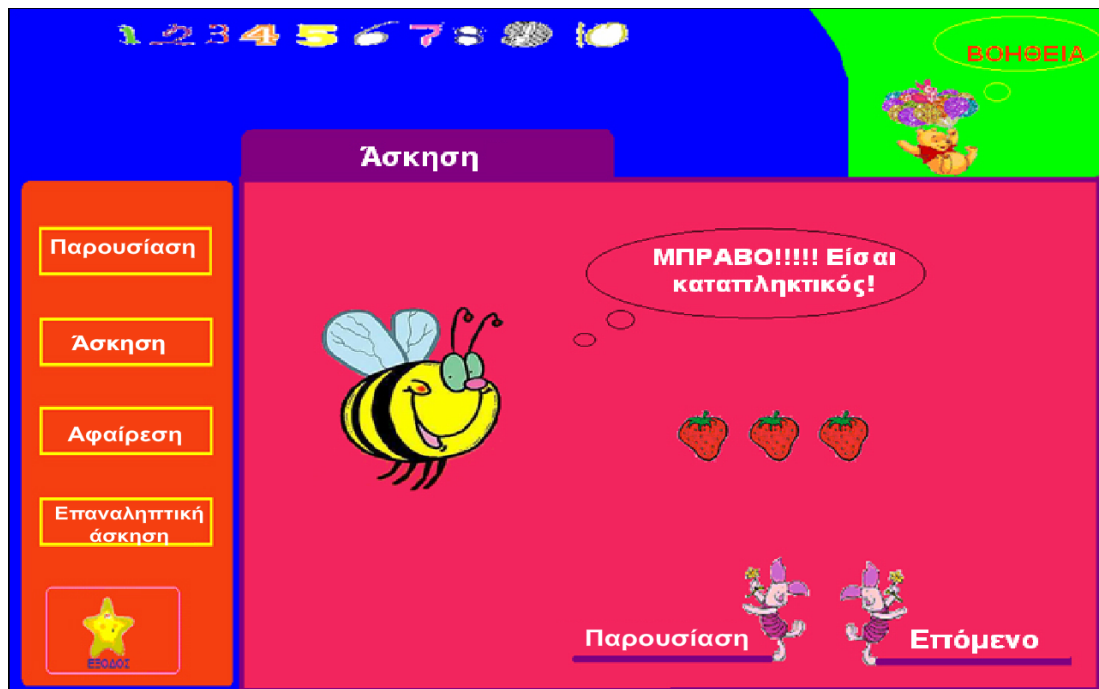 1 2 3 4 5 6 7 8 9 10
ΒΟΗΘΕΙΑ
Άσκηση
Παρουσίαση
Άσκηση
Αφαίρεση
Επαναληπτική
άσκηση
ΕΞΟΔΟΣ
ΜΠΡΑΒΟ!!!!! Είσαι
καταπληκτικός!
Παρουσίαση
Επόμενο